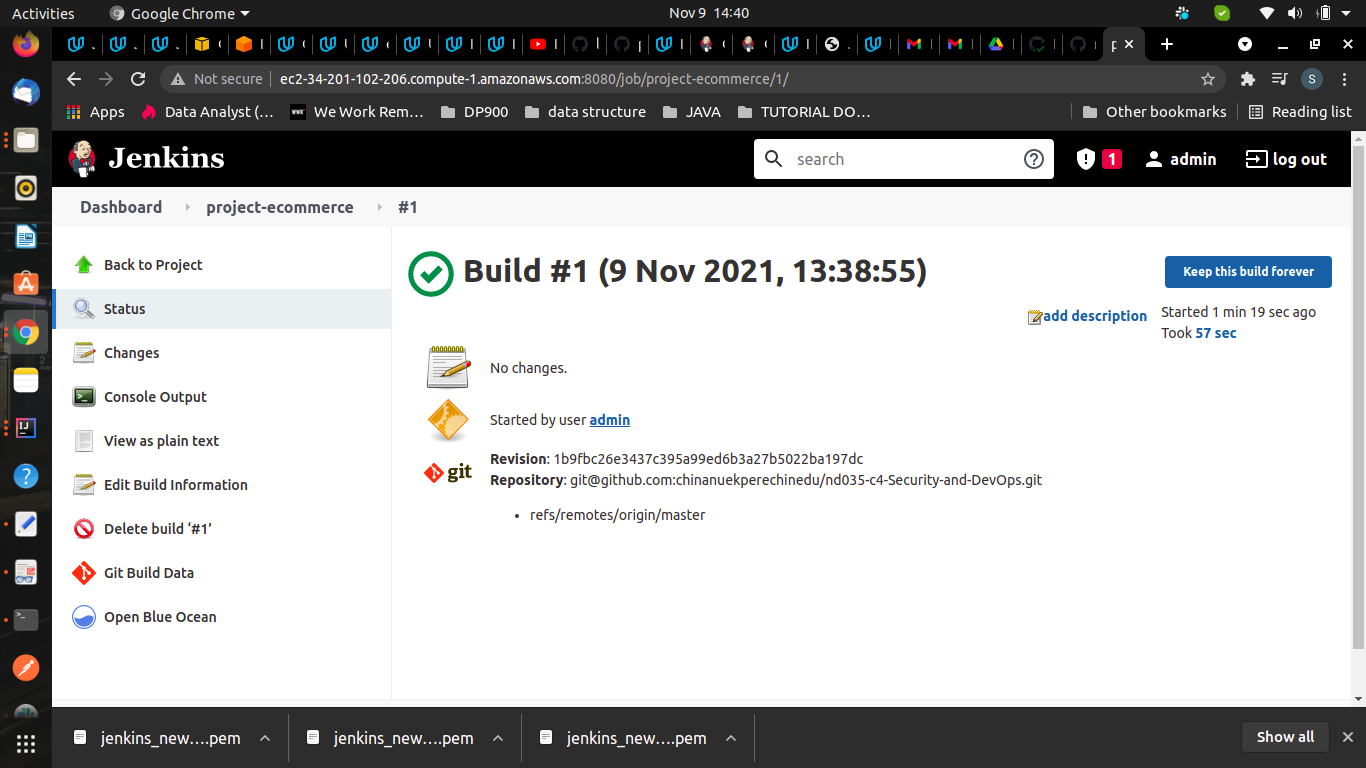 Activities
Google Chrome
Nov 9 14:40
Not secure
ec2-34-201-102-206.compute-1.amazonaws.com:8080/job/project-ecommerce/1/
S
Apps
Data Analyst (...
We Work Rem...
DP900
data structure
JAVA
TUTORIAL DO...
Other bookmarks
Reading list
Jenkins
search
1
admin
log out
Dashboard
project-ecommerce
#1
Back to Project
Status
Changes
Console Output
View as plain text
Edit Build Information
Delete build ‘#1’
Git Build Data
Open Blue Ocean
Build #1 (9 Nov 2021, 13:38:55)
Keep this build forever
add description
Started 1 min 19 sec ago
Took 57 sec
No changes.
Started by user admin
git
Revision: 1b9fbc26e3437c395a99ed6b3a27b5022ba197dc
Repository: git@github.com:chinanuekperechinedu/nd035-c4-Security-and-DevOps.git
• refs/remotes/origin/master
jenkins_new....pem
jenkins_new....pem
jenkins_new....pem
Show all